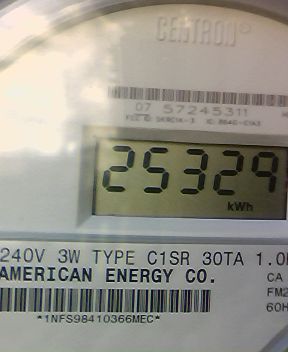 CENTRON®
07 57245311
25329
kWh
240V 3W TYPE C1SR 30TA 1.0
AMERICAN ENERGY CO.
CA
FM2
60H
*1NFS98410366MEC*